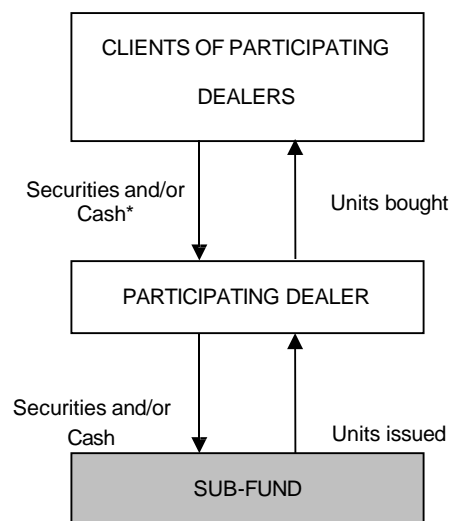 CLIENTS OF PARTICIPATING
DEALERS
Securities and/or
Cash*
Units bought
PARTICIPATING DEALER
Securities and/or
Cash
Units issued
SUB-FUND